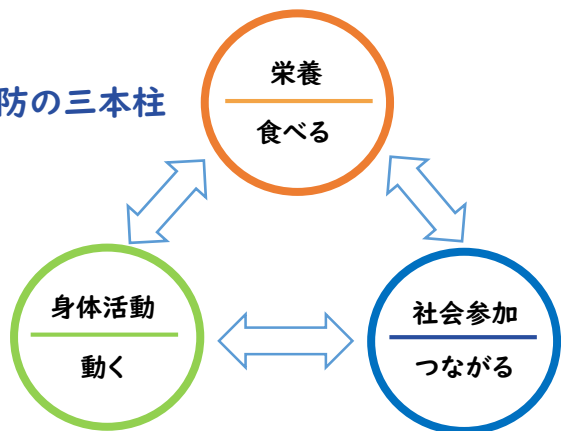 防の三本柱
栄養
食べる
身体活動
動く
社会参加
つながる